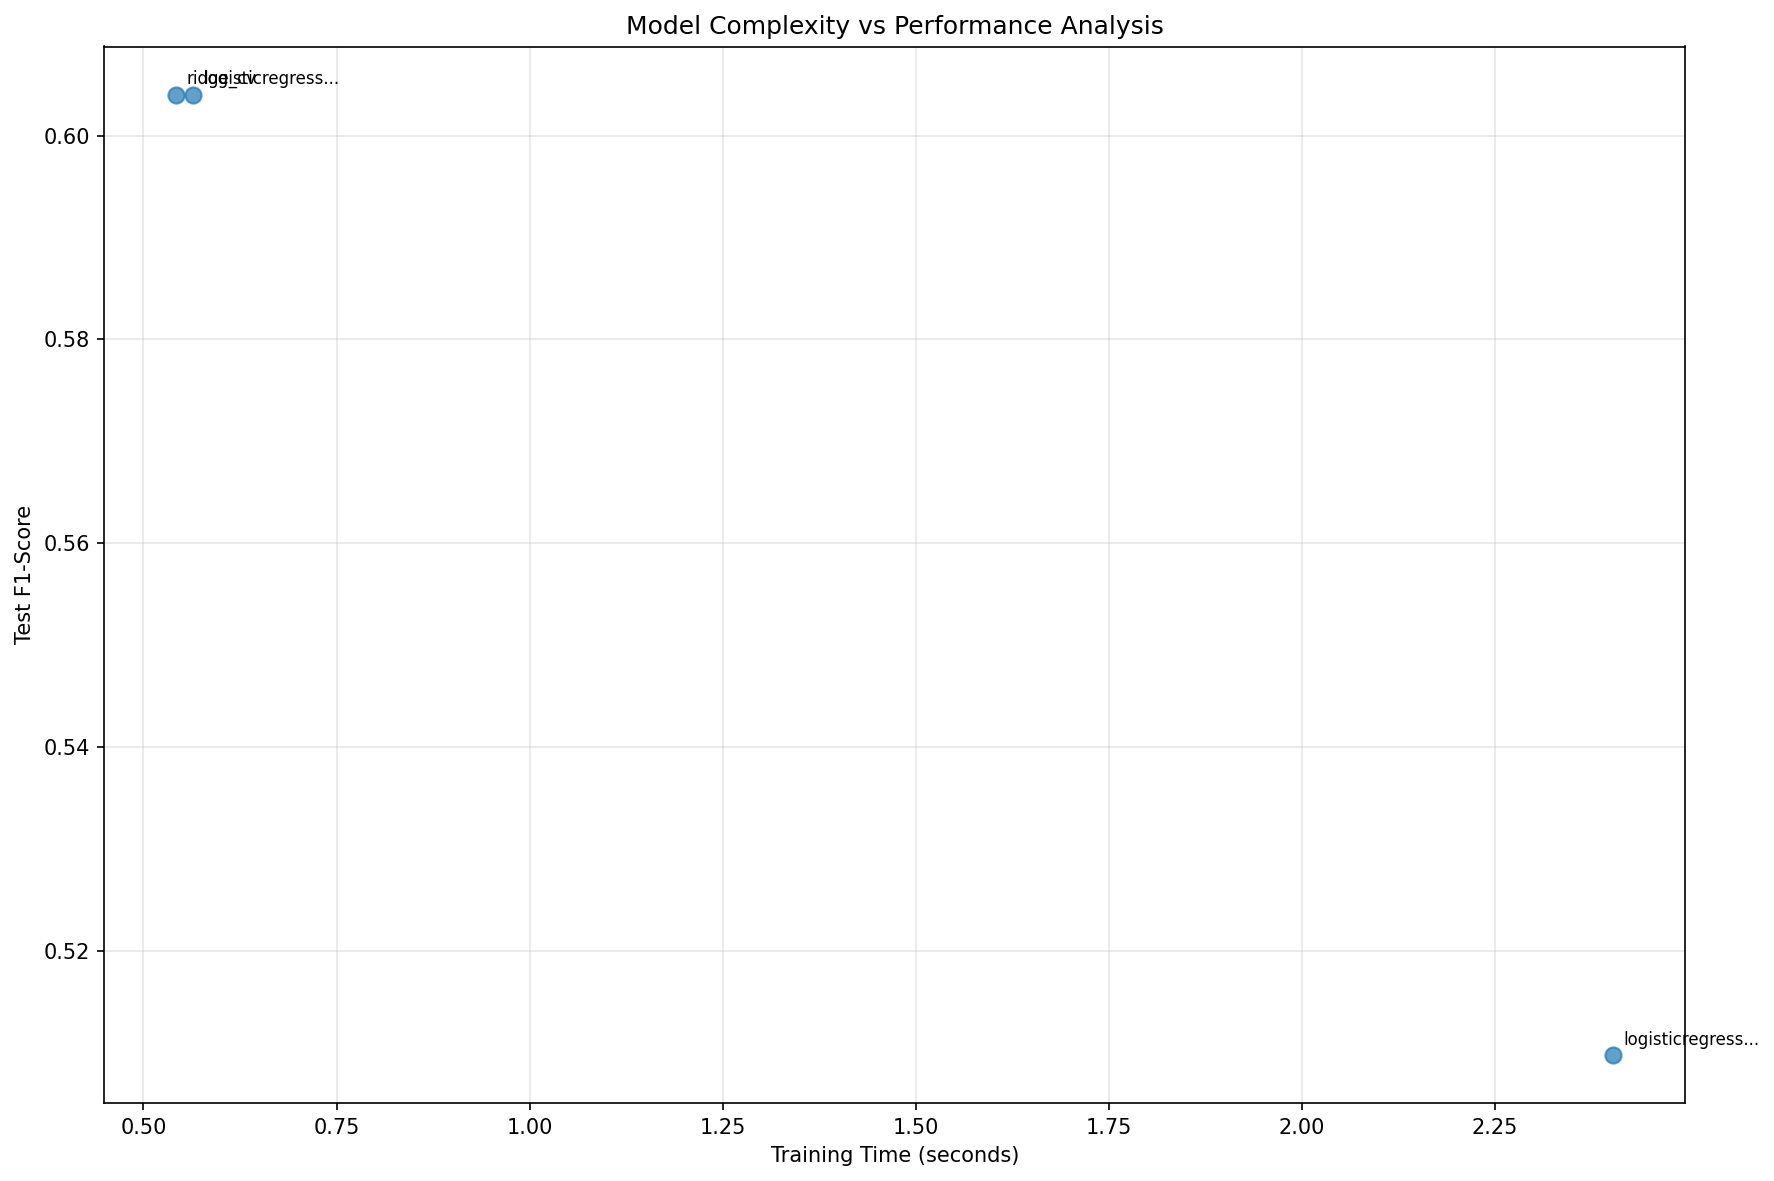 Model Complexity vs Performance Analysis
ridge_cv
logisticregress...
0.60
0.58
0.56
0.54
0.52
Test F1-Score
logisticregress...
0.50 0.75 1.00 1.25 1.50 1.75 2.00 2.25
Training Time (seconds)